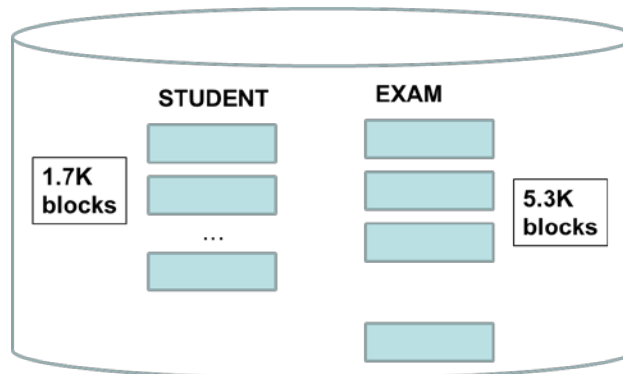 STUDENT
EXAM
1.7K
blocks
...
5.3K
blocks